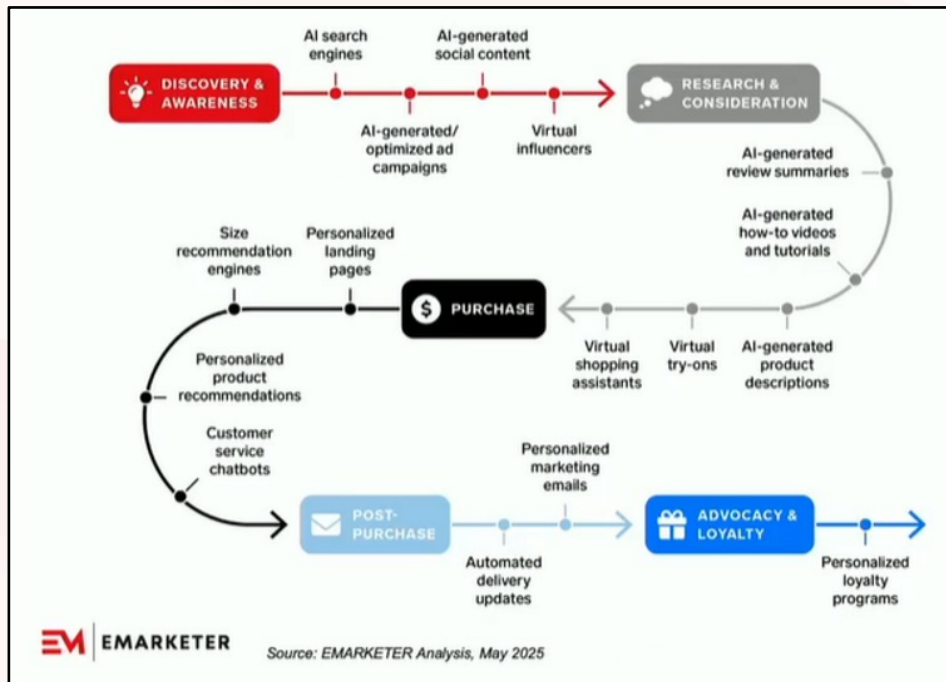 AI search
engines
AI-generated
social content
DISCOVERY &
AWARENESS
RESEARCH &
CONSIDERATION
AI-generated/
optimized ad
campaigns
Virtual
influencers
AI-generated
review summaries
AI-generated
how-to videos
and tutorials
Size
recommendation
engines
Personalized
landing
pages
$ PURCHASE
Virtual
shopping
assistants
Virtual
try-ons
AI-generated
product
descriptions
Personalized
product
recommendations
Customer
service
chatbots
Personalized
marketing
emails
POST-
PURCHASE
ADVOCACY &
LOYALTY
Automated
delivery
updates
Personalized
loyalty
programs
EM EMARKETER
Source: EMARKETER Analysis, May 2025